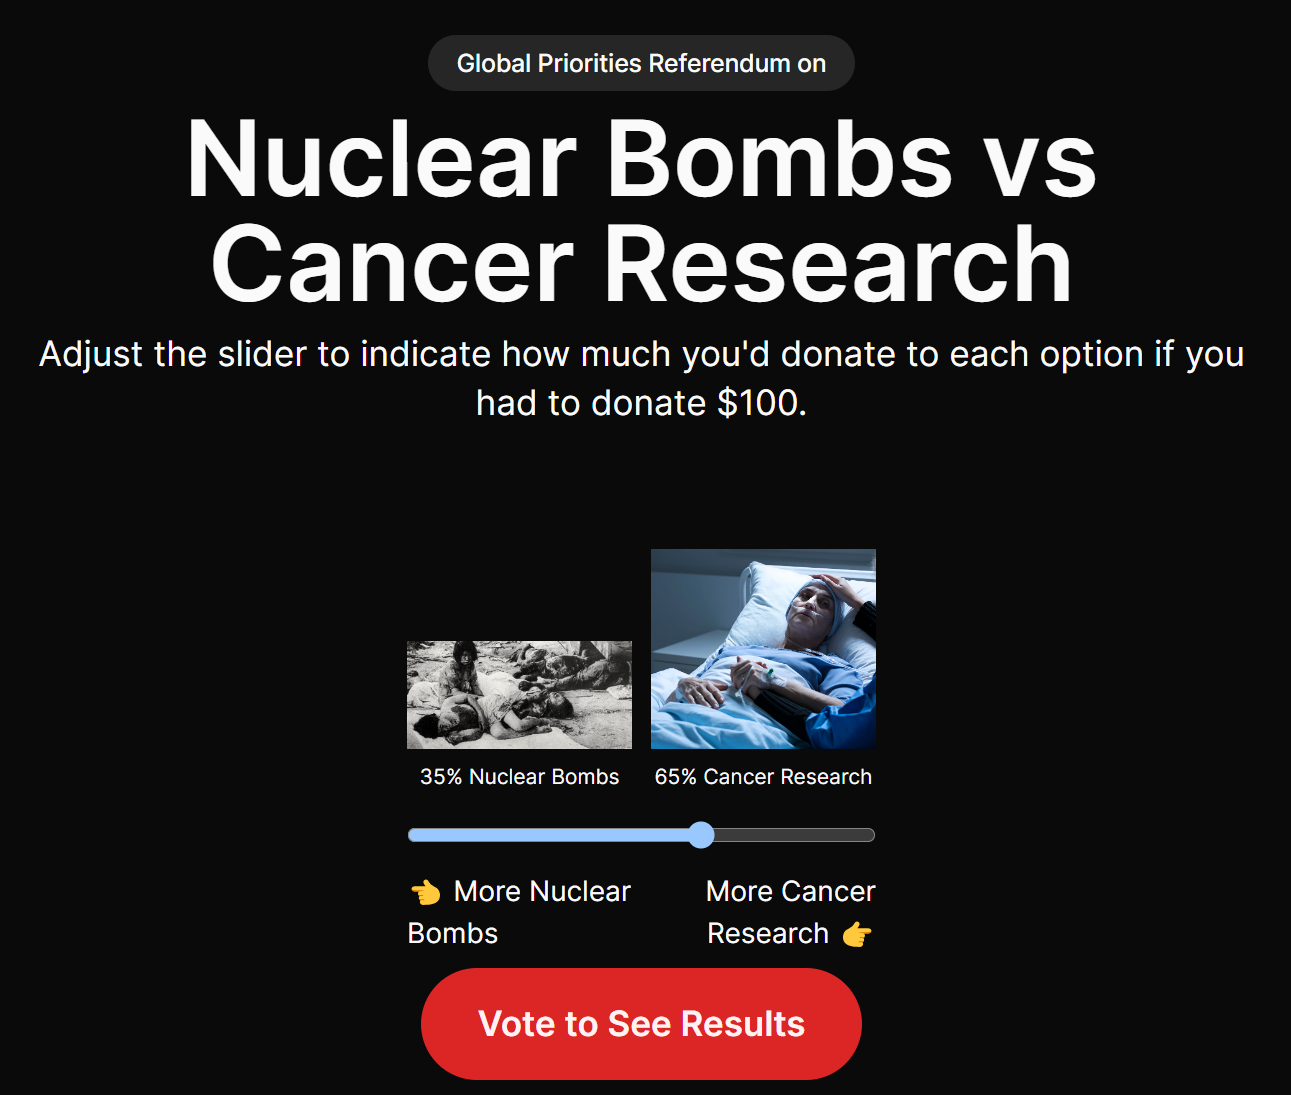 Global Priorities Referendum on
Nuclear Bombs vs
Cancer Research
Adjust the slider to indicate how much you'd donate to each option if you
had to donate $100.
35% Nuclear Bombs
65% Cancer Research
👈 More Nuclear
Bombs
More Cancer
Research 👉
Vote to See Results